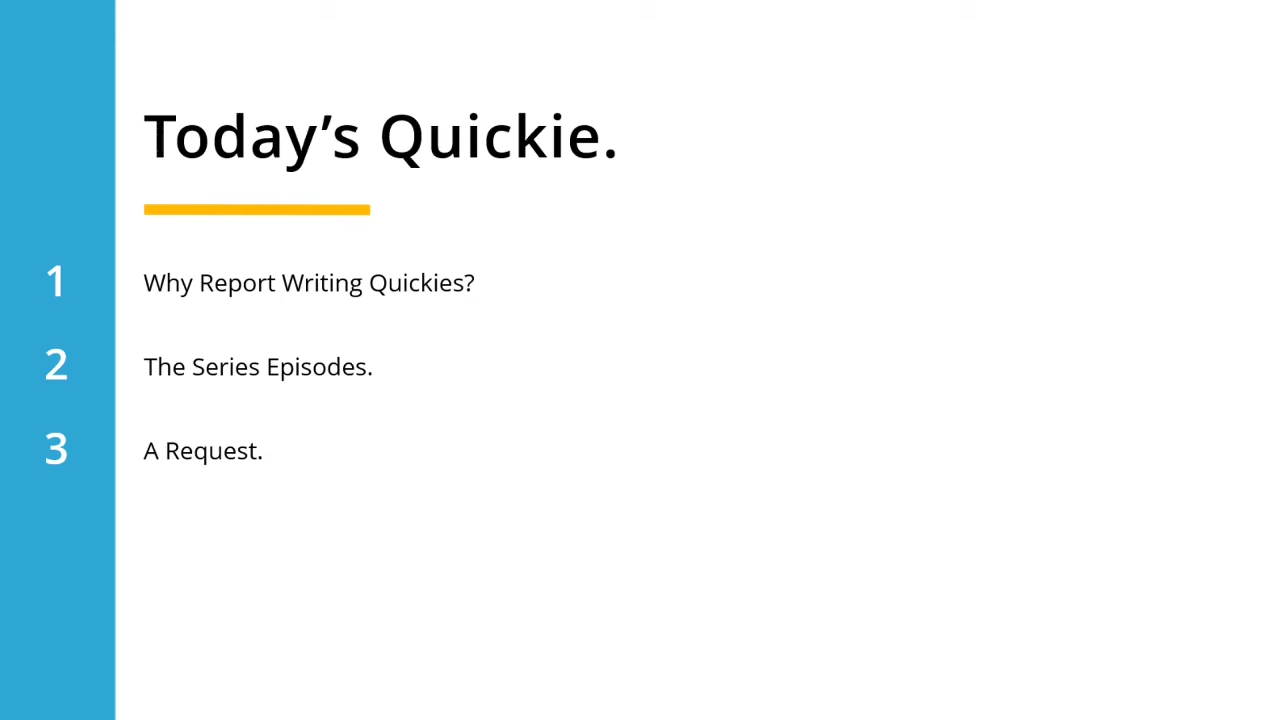 Today’s Quickie.
1 Why Report Writing Quickies?
2 The Series Episodes.
3 A Request.